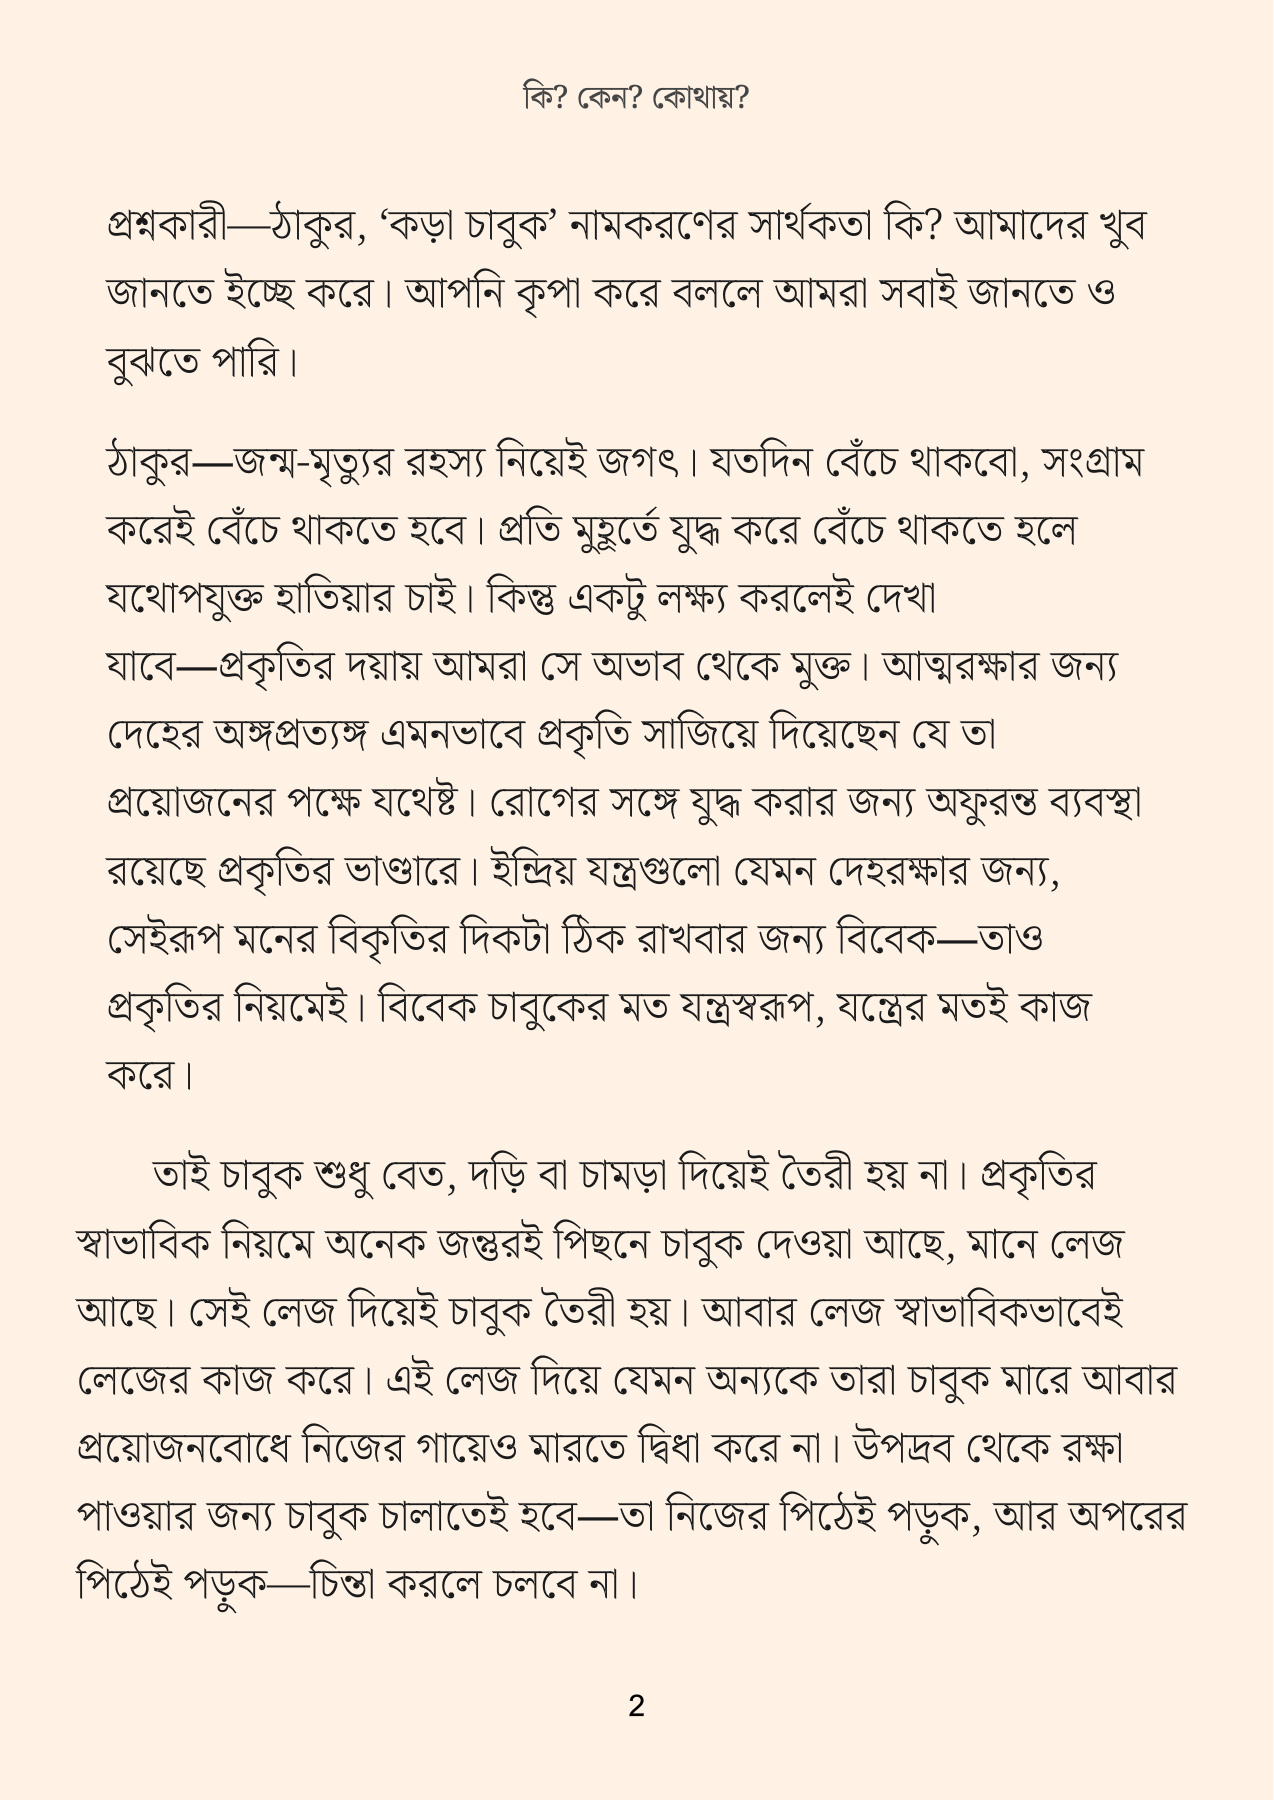 কি? কেন? কোথায়?
প্রশ্নকারী—ঠাকুর, ‘কড়া চাবুক’ নামকরণের সার্থকতা কি? আমাদের খুব
জানতে ইচ্ছে করে। আপনি কৃপা করে বললে আমরা সবাই জানতে ও
বুঝতে পারি।
ঠাকুর—জন্ম-মৃত্যুর রহস্য নিয়েই জগৎ। যতদিন বেঁচে থাকবো, সংগ্রাম
করেই বেঁচে থাকতে হবে। প্রতি মুহূর্তে যুদ্ধ করে বেঁচে থাকতে হলে
যথোপযুক্ত হাতিয়ার চাই। কিন্তু একটু লক্ষ্য করলেই দেখা
যাবে—প্রকৃতির দয়ায় আমরা সে অভাব থেকে মুক্ত। আত্মরক্ষার জন্য
দেহের অঙ্গপ্রত্যঙ্গ এমনভাবে প্রকৃতি সাজিয়ে দিয়েছেন যে তা
প্রয়োজনের পক্ষে যথেষ্ট। রোগের সঙ্গে যুদ্ধ করার জন্য অফুরন্ত ব্যবস্থা
রয়েছে প্রকৃতির ভাণ্ডারে। ইন্দ্রিয় যন্ত্রগুলো যেমন দেহরক্ষার জন্য,
সেইরূপ মনের বিকৃতির দিকটা ঠিক রাখবার জন্য বিবেক—তাও
প্রকৃতির নিয়মেই। বিবেক চাবুকের মত যন্ত্রস্বরূপ, যন্ত্রের মতই কাজ
করে।
তাই চাবুক শুধু বেত, দড়ি বা চামড়া দিয়েই তৈরী হয় না। প্রকৃতির
স্বাভাবিক নিয়মে অনেক জন্তুরই পিছনে চাবুক দেওয়া আছে, মানে লেজ
আছে। সেই লেজ দিয়েই চাবুক তৈরী হয়। আবার লেজ স্বাভাবিকভাবেই
লেজের কাজ করে। এই লেজ দিয়ে যেমন অন্যকে তারা চাবুক মারে আবার
প্রয়োজনবোধে নিজের গায়েও মারতে দ্বিধা করে না। উপদ্রব থেকে রক্ষা
পাওয়ার জন্য চাবুক চালাতেই হবে—তা নিজের পিঠেই পড়ুক, আর অপরের
পিঠেই পড়ুক—চিন্তা করলে চলবে না।
2